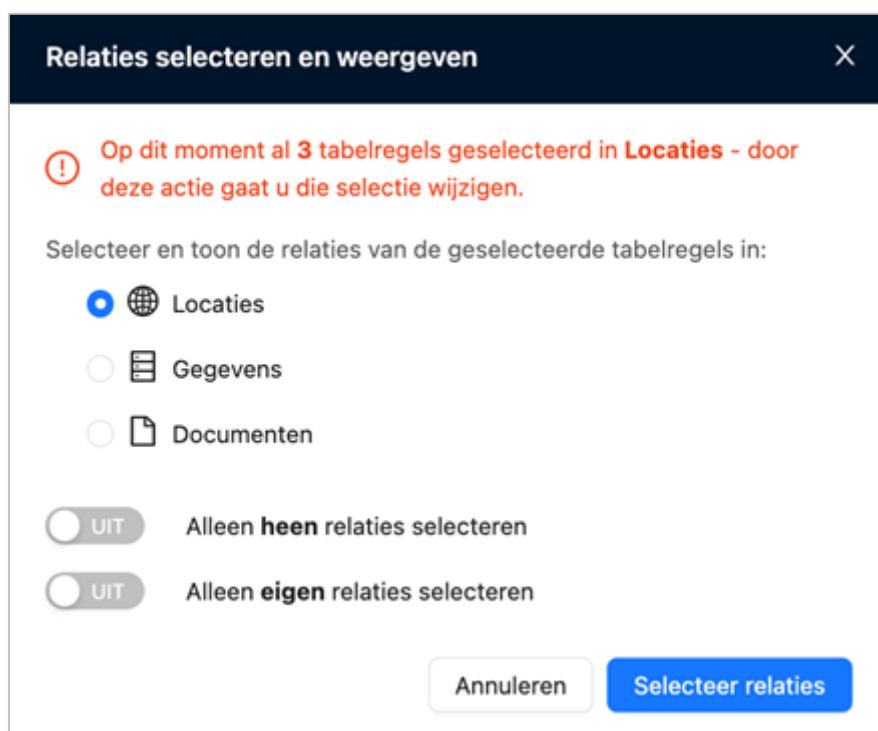 Relaties selecteren en weergeven
Op dit moment al 3 tabelregels geselecteerd in Locaties - door
deze actie gaat u die selectie wijzigen.
Selecteer en toon de relaties van de geselecteerde tabelregels in:
Locaties
Gegevens
Documenten
UIT Alleen heen relaties selecteren
UIT Alleen eigen relaties selecteren
Annuleren Selecteer relaties